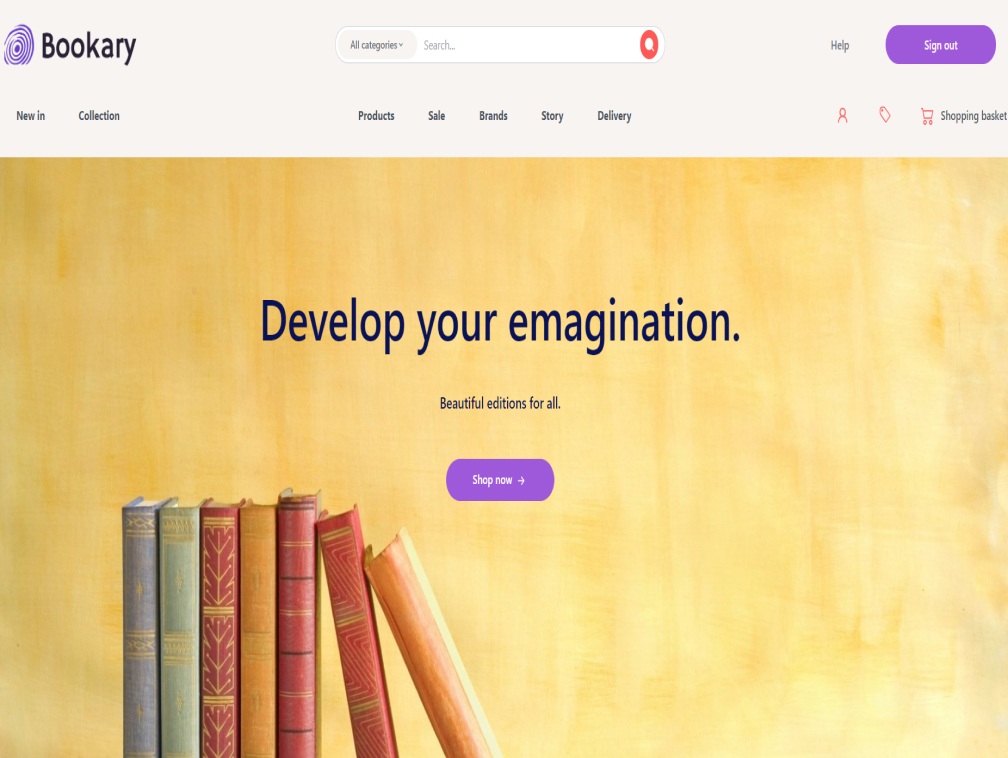 Bookary
All categories
Search...
Help
Sign out
New in
Collection
Products
Sale
Brands
Story
Delivery
Shopping basket
Develop your emagination.
Beautiful editions for all.
Shop now →